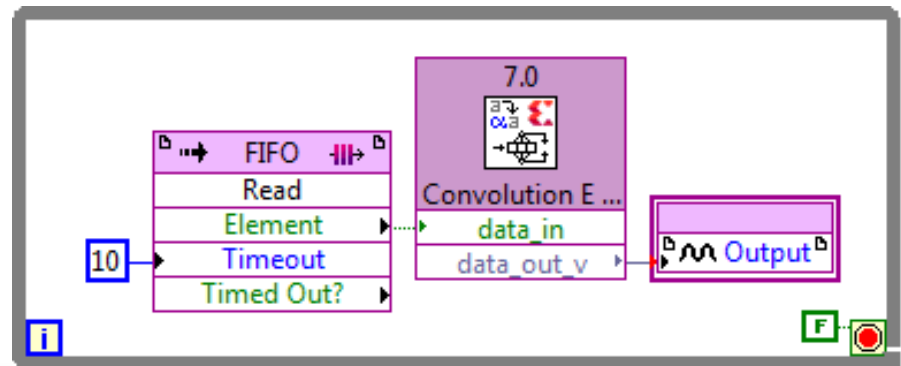 7.0
FIFO
Read
Convolution E ...
Element
data_in
10
Timeout
data_out_v
Output
Timed Out?
F
i